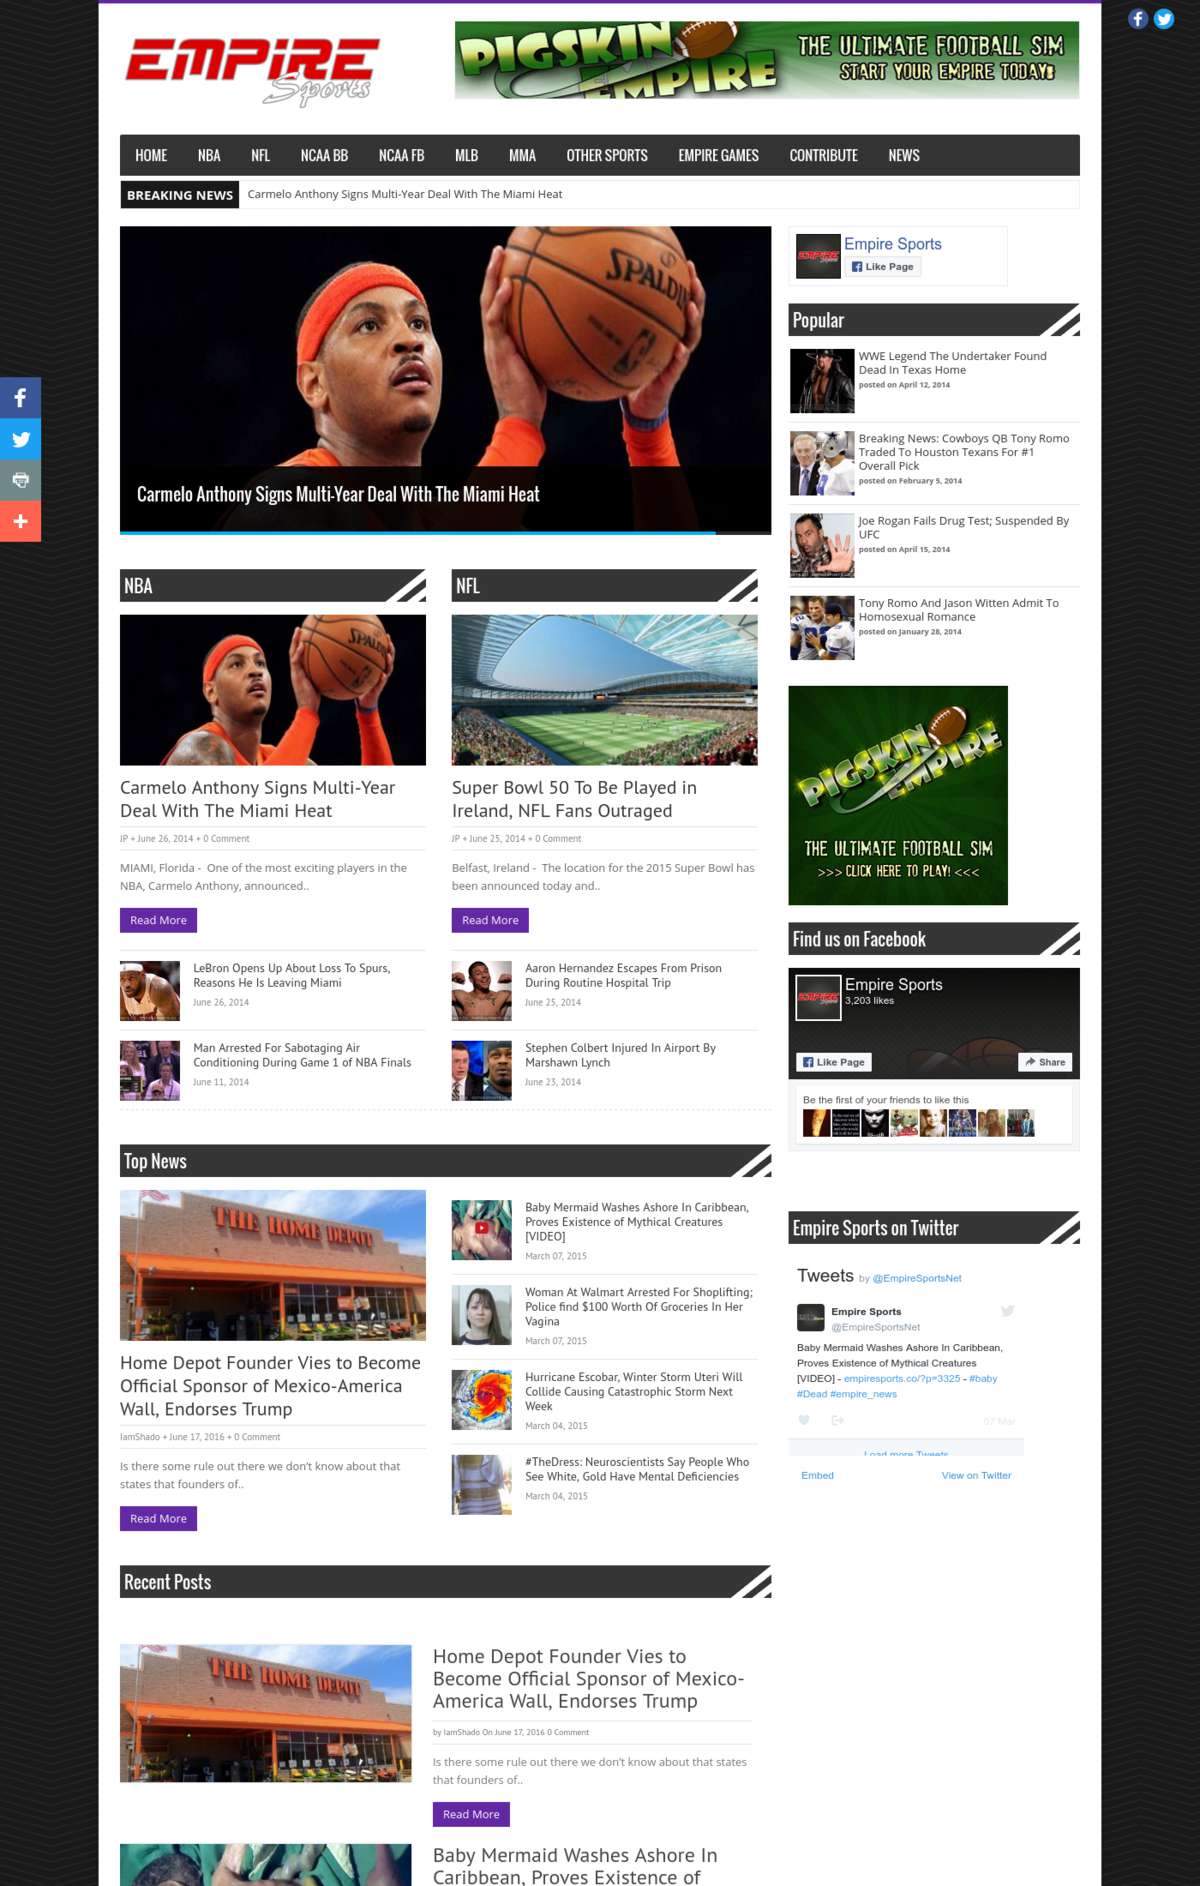 EMPIRE
Sports
PIGSKIN
EMPIRE
THE ULTIMATE FOOTBALL SIM
START YOUR EMPIRE TODAY!
HOME NBA NFL NCAA BB NCAA FB MLB MMA OTHER SPORTS EMPIRE GAMES CONTRIBUTE NEWS
BREAKING NEWS Carmelo Anthony Signs Multi-Year Deal With The Miami Heat
SPALDING
Carmelo Anthony Signs Multi-Year Deal With The Miami Heat
Empire Sports
Like Page
Popular
WWE Legend The Undertaker Found
Dead In Texas Home
posted on April 12, 2014
Breaking News: Cowboys QB Tony Romo
Traded To Houston Texans For #1
Overall Pick
posted on February 5, 2014
Joe Rogan Fails Drug Test; Suspended By
UFC
posted on April 15, 2014
Tony Romo And Jason Witten Admit To
Homosexual Romance
posted on January 28, 2014
NBA
SPALDING
Carmelo Anthony Signs Multi-Year
Deal With The Miami Heat
JP + June 26, 2014 + 0 Comment
MIAMI, Florida - One of the most exciting players in the
NBA, Carmelo Anthony, announced..
Read More
LeBron Opens Up About Loss To Spurs,
Reasons He Is Leaving Miami
June 26, 2014
Man Arrested For Sabotaging Air
Conditioning During Game 1 of NBA Finals
June 11, 2014
NFL
Super Bowl 50 To Be Played in
Ireland, NFL Fans Outraged
JP + June 25, 2014 + 0 Comment
Belfast, Ireland - The location for the 2015 Super Bowl has
been announced today and..
Read More
Aaron Hernandez Escapes From Prison
During Routine Hospital Trip
June 25, 2014
Stephen Colbert Injured In Airport By
Marshawn Lynch
June 23, 2014
PIGSKIN
EMPIRE
THE ULTIMATE FOOTBALL SIM
>>> CLICK HERE TO PLAY! <<<
Find us on Facebook
EMPIRE
Empire Sports
3,203 likes
Like Page
Share
Be the first of your friends to like this
Top News
THE HOME DEPOT
Home Depot Founder Vies to Become
Official Sponsor of Mexico-America
Wall, Endorses Trump
IamShado + June 17, 2016 + 0 Comment
Is there some rule out there we don't know about that
states that founders of..
Read More
Baby Mermaid Washes Ashore In Caribbean,
Proves Existence of Mythical Creatures
[VIDEO]
March 07, 2015
Woman At Walmart Arrested For Shoplifting;
Police find $100 Worth Of Groceries In Her
Vagina
March 07, 2015
Hurricane Escobar, Winter Storm Uteri Will
Collide Causing Catastrophic Storm Next
Week
March 04, 2015
#TheDress: Neuroscientists Say People Who
See White, Gold Have Mental Deficiencies
March 04, 2015
Empire Sports on Twitter
Tweets by @EmpireSportsNet
Empire Sports
@EmpireSportsNet
Baby Mermaid Washes Ashore In Caribbean,
Proves Existence of Mythical Creatures
[VIDEO] - empiresports.co/?p=3325 - #baby
#Dead #empire_news
07 Mar
Load more Tweets
Embed
View on Twitter
Recent Posts
THE HOME DEPOT
Home Depot Founder Vies to
Become Official Sponsor of Mexico-
America Wall, Endorses Trump
by IamShado On June 17, 2016 0 Comment
Is there some rule out there we don't know about that states
that founders of..
Read More
Baby Mermaid Washes Ashore In
Caribbean, Proves Existence of